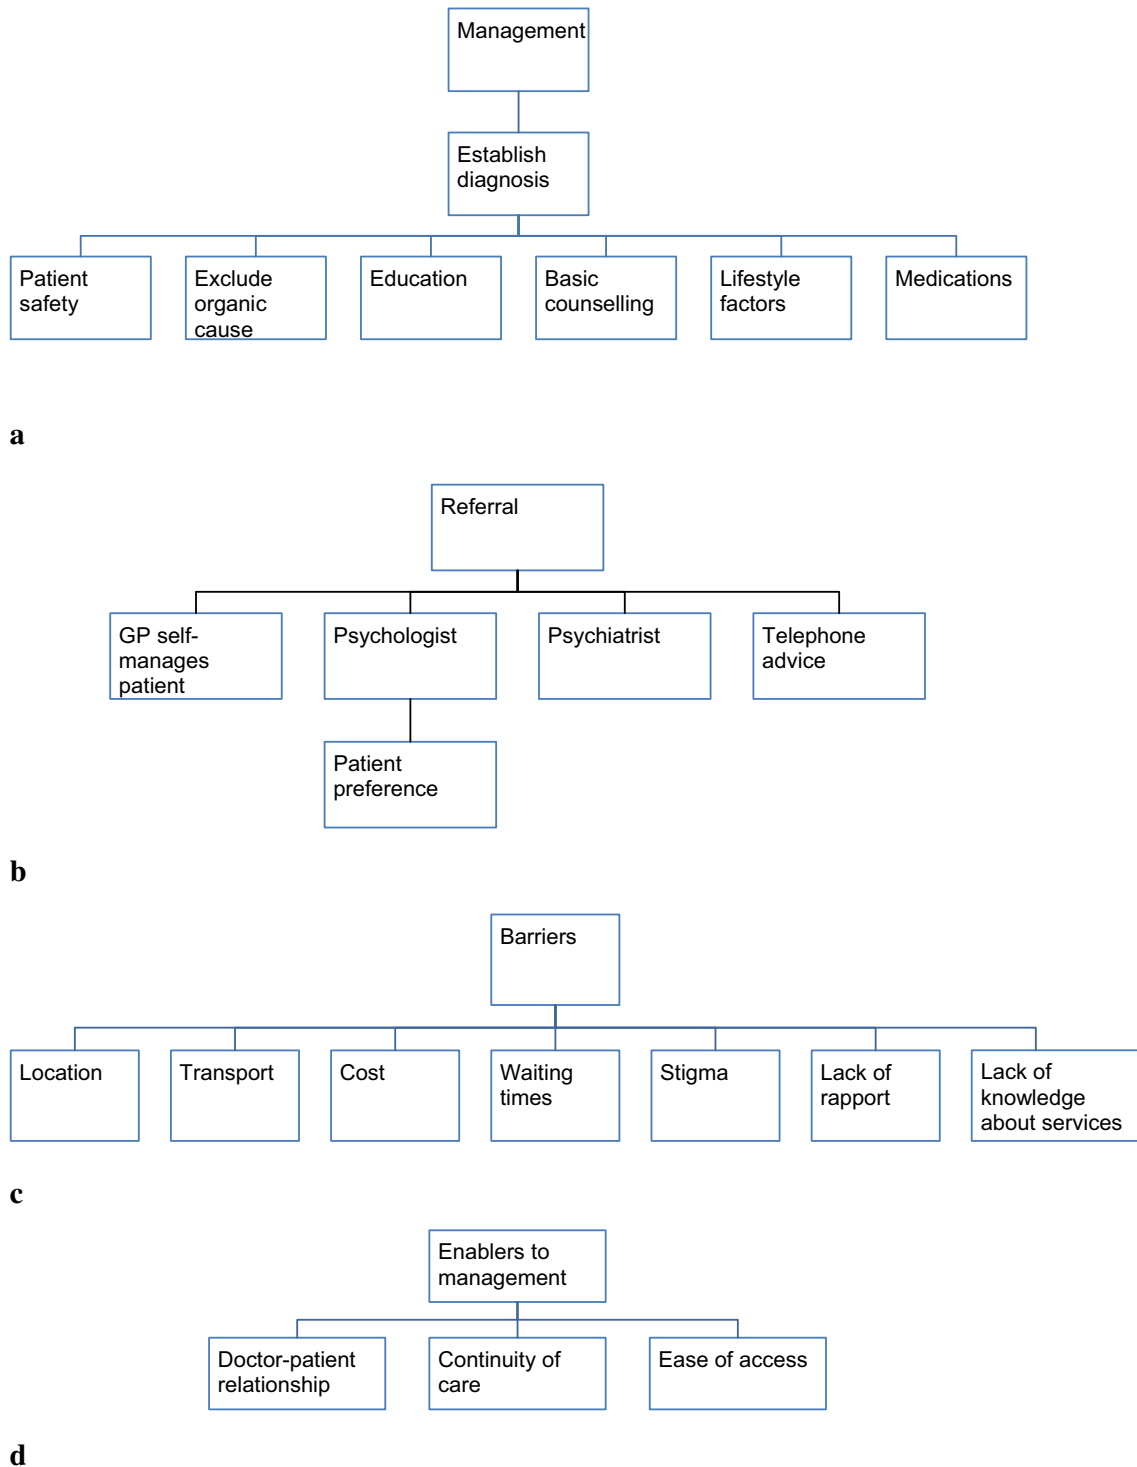 Management
Establish
diagnosis
Patient
safety
Exclude
organic
cause
Education
Basic
counselling
Lifestyle
factors
Medications
a
Referral
GP self-
manages
patient
Psychologist
Psychiatrist
Telephone
advice
Patient
preference
b
Barriers
Location
Transport
Cost
Waiting
times
Stigma
Lack of
rapport
Lack of
knowledge
about services
c
Enablers to
management
Doctor-patient
relationship
Continuity of
care
Ease of access
d